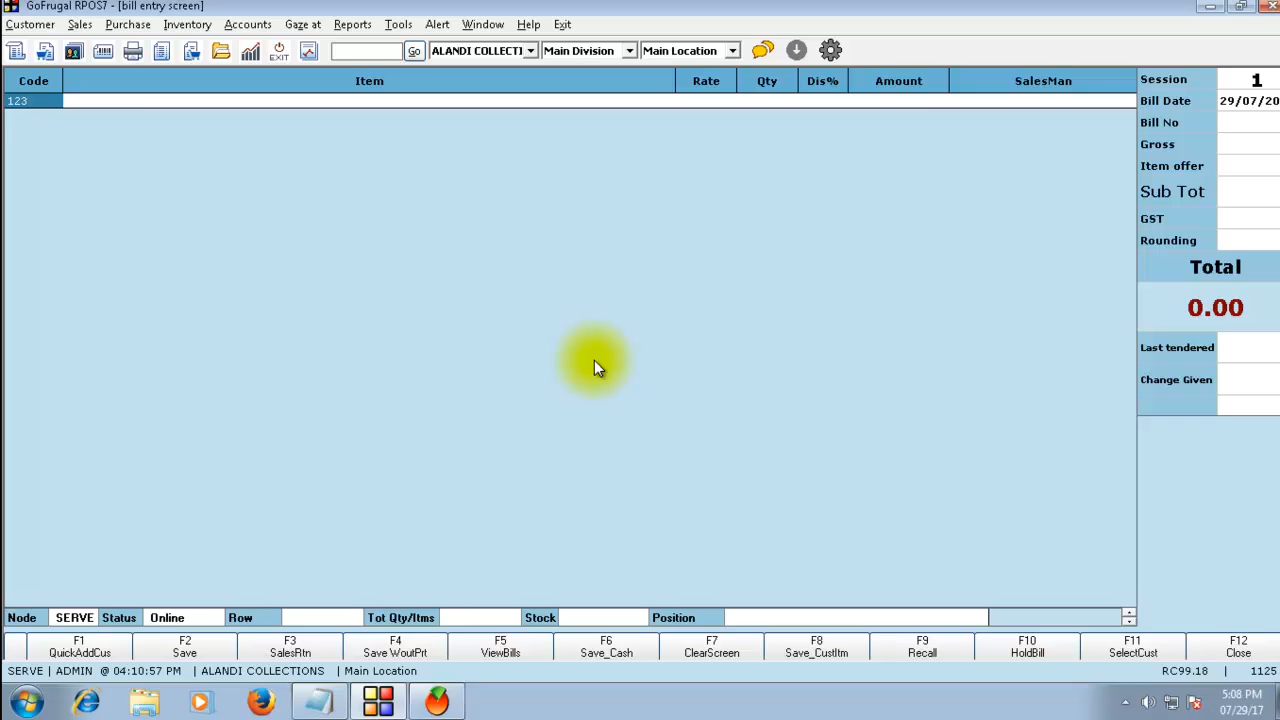 GoFrugal RPOS7 - [bill entry screen]
Customer Sales Purchase Inventory Accounts Gaze at Reports Tools Alert Window Help Exit
EXIT Go ALANDI COLLECTI Main Division Main Location
Code Item Rate Qty Dis% Amount SalesMan
123
Session 1
Bill Date 29/07/20
Bill No
Gross
Item offer
Sub Tot
GST
Rounding
Total
0.00
Last tendered
Change Given
Node SERVE Status Online Row Tot Qty/Itms Stock Position
F1 F2 F3 F4 F5 F6 F7 F8 F9 F10 F11 F12
QuickAddCus Save SalesRtn Save WoutPrt ViewBills Save_Cash ClearScreen Save_CustItm Recall HoldBill SelectCust Close
SERVE | ADMIN @ 04:10:57 PM | ALANDI COLLECTIONS | Main Location RC99.18 | 1125
5:08 PM
07/29/17